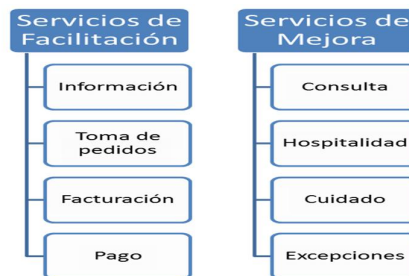 Servicios de
Facilitación
Información
Toma de
pedidos
Facturación
Pago
Servicios de
Mejora
Consulta
Hospitalidad
Cuidado
Excepciones